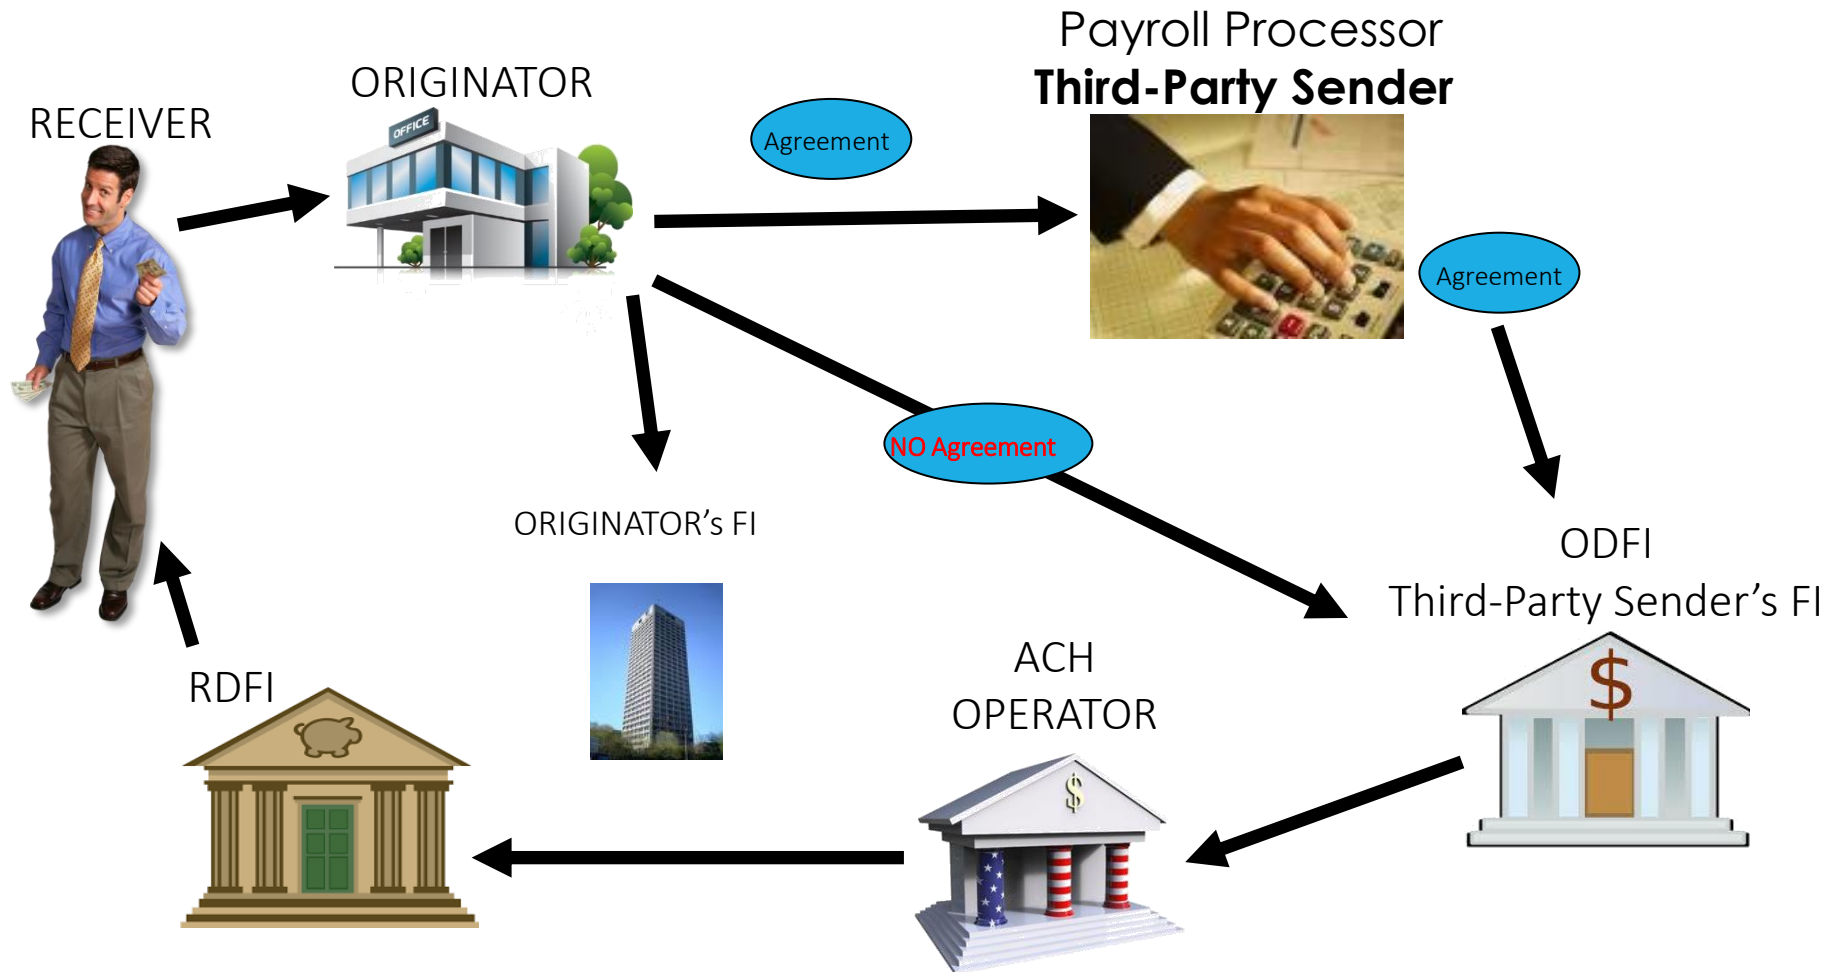 Payroll Processor
Third-Party Sender
ORIGINATOR
RECEIVER
OFFICE
Agreement
Agreement
NO Agreement
ORIGINATOR’s FI
ODFI
Third-Party Sender’s FI
$
ACH
OPERATOR
RDFI
$